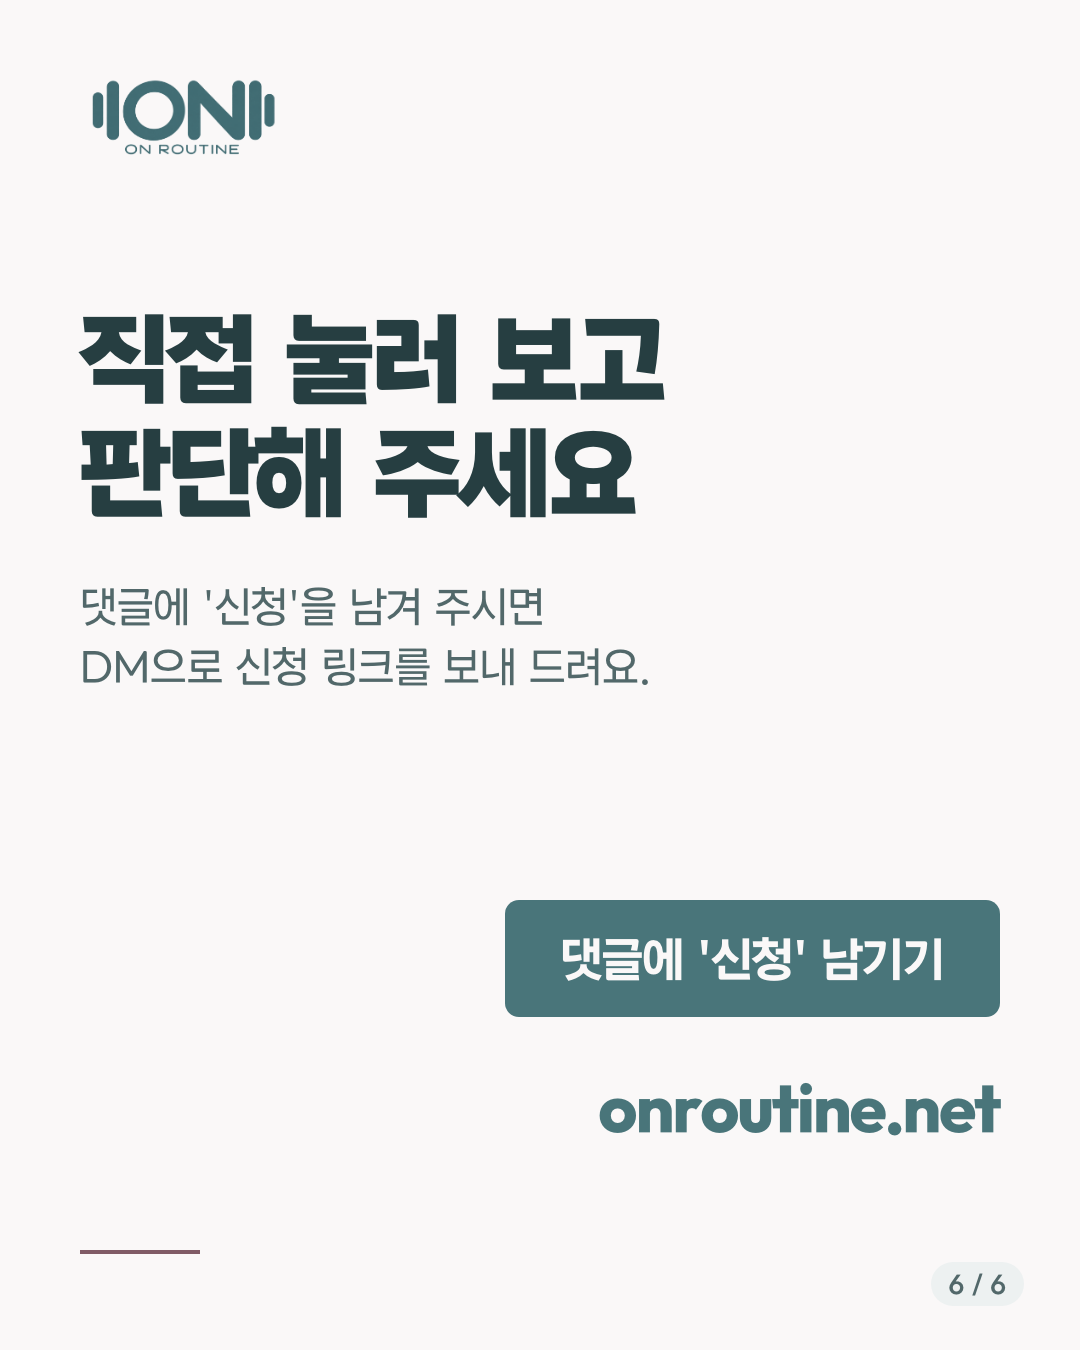 ION
ON ROUTINE
직접 눌러 보고
판단해 주세요
댓글에 '신청'을 남겨 주시면
DM으로 신청 링크를 보내 드려요.
댓글에 '신청' 남기기
onroutine.net
6 / 6